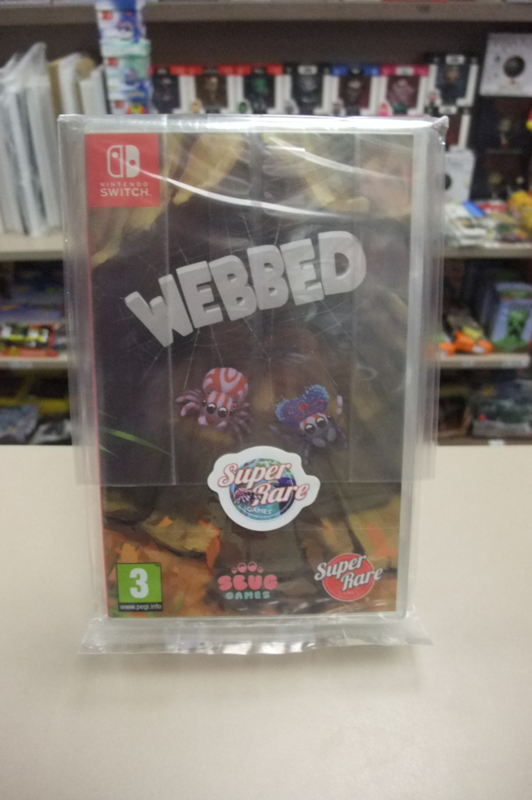 NINTENDO
SWITCH
WEBBED
Super
Rare
GAMES
3
www.pegi.info
SBUG
GAMES
Super
Rare